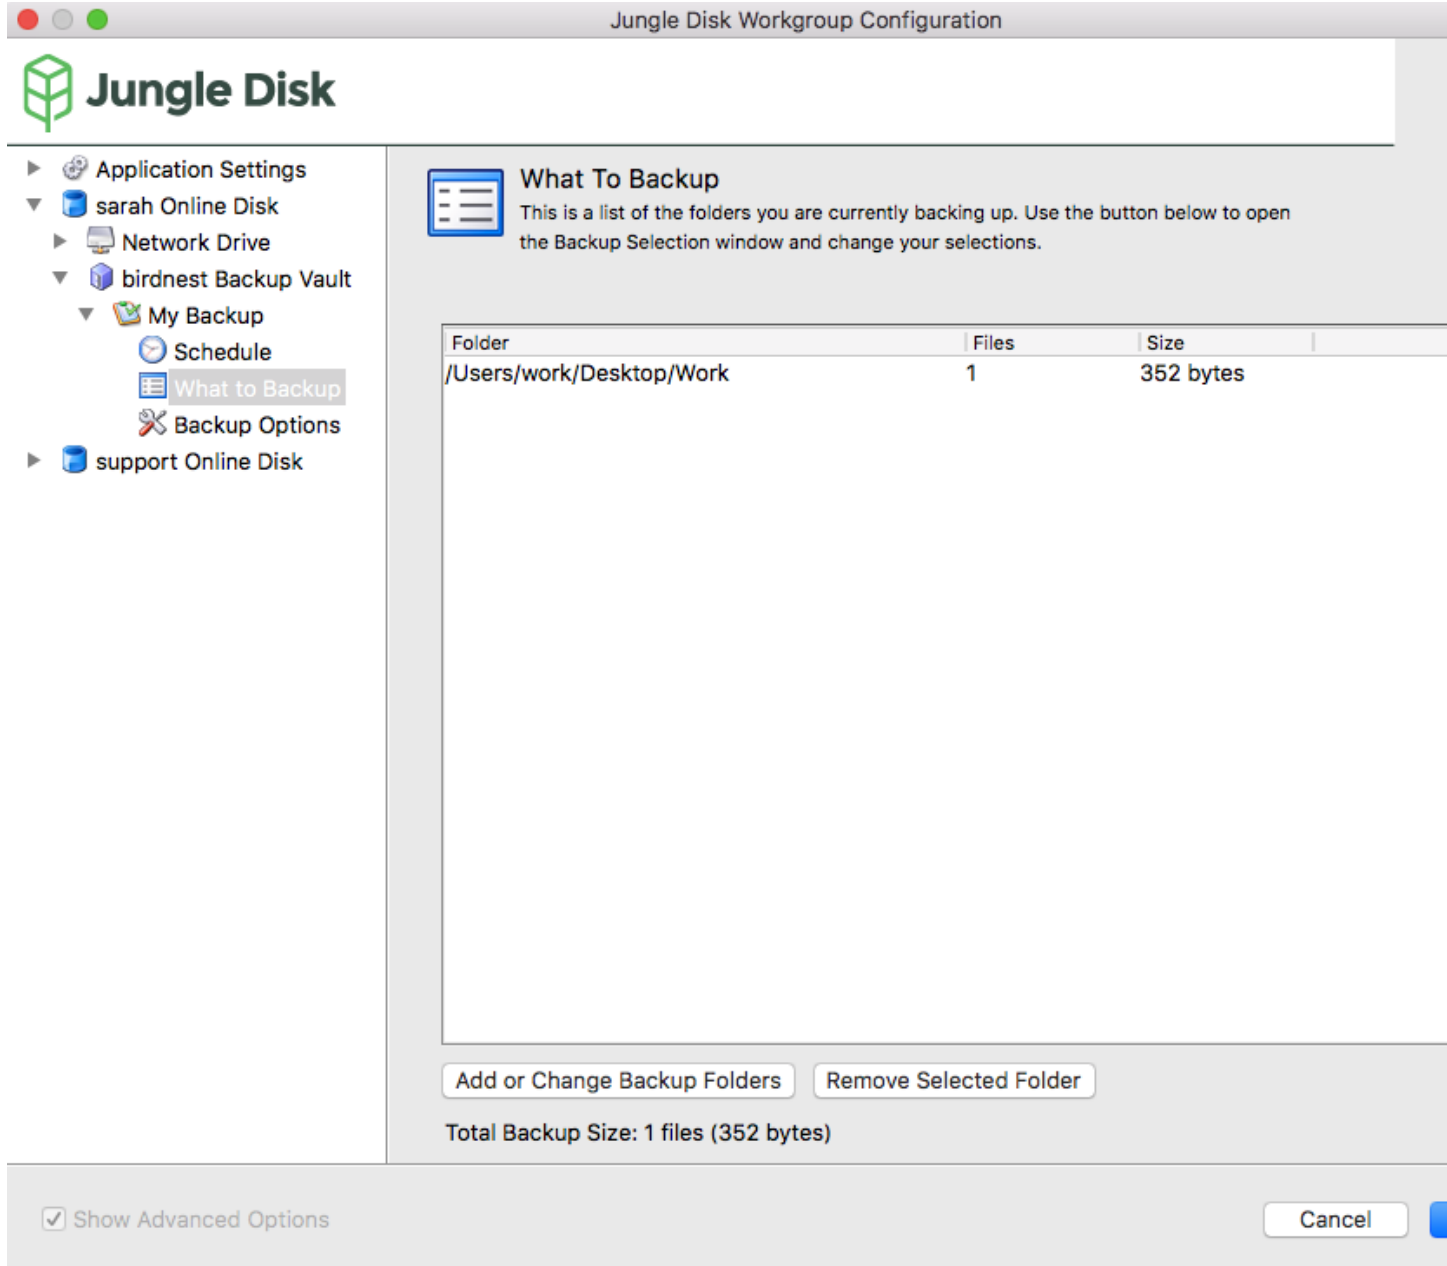 Jungle Disk Workgroup Configuration
Jungle Disk
Application Settings
sarah Online Disk
Network Drive
birdnest Backup Vault
My Backup
Schedule
What to Backup
Backup Options
support Online Disk
What To Backup
This is a list of the folders you are currently backing up. Use the button below to open
the Backup Selection window and change your selections.
Folder Files Size
/Users/work/Desktop/Work 1 352 bytes
Add or Change Backup Folders Remove Selected Folder
Total Backup Size: 1 files (352 bytes)
Show Advanced Options Cancel